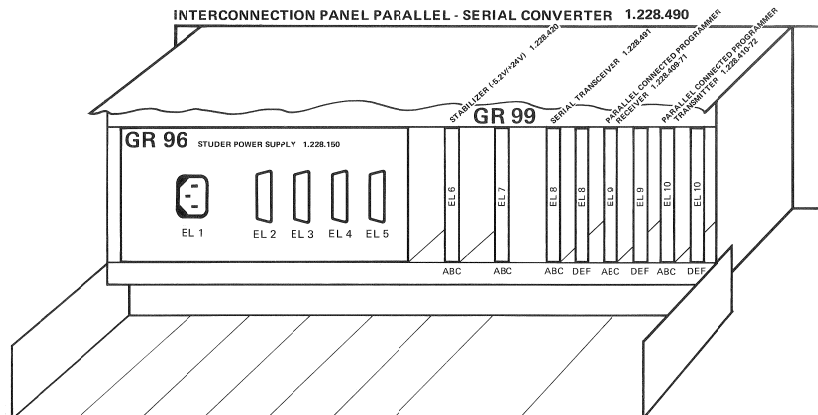 INTERCONNECTION PANEL PARALLEL - SERIAL CONVERTER 1.228.490
STABILIZER (-5.2V/+24V) 1.228.420
SERIAL TRANSCEIVER 1.228.491
PARALLEL CONNECTED PROGRAMMER
RECEIVER 1.228.409-71
PARALLEL CONNECTED PROGRAMMER
TRANSMITTER 1.228.410-72
GR 99
GR 96 STUDER POWER SUPPLY 1.228.150
EL 1
EL 2
EL 3
EL 4
EL 5
EL 6
EL 7
EL 8
EL 8
EL 9
EL 9
EL 10
EL 10
ABC
ABC
ABC
DEF
AEC
DEF
ABC
DEF